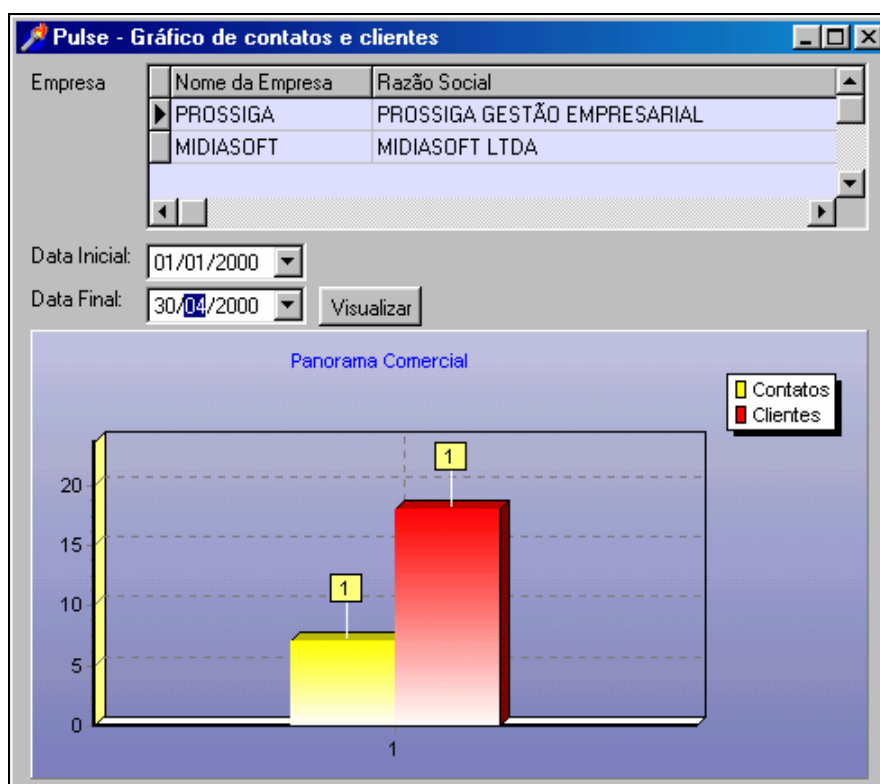 Pulse - Gráfico de contatos e clientes
Empresa
Nome da Empresa Razão Social
PROSSIGA PROSSIGA GESTÃO EMPRESARIAL
MIDIASOFT MIDIASOFT LTDA
Data Inicial: 01/01/2000
Data Final: 30/04/2000 Visualizar
Panorama Comercial
Contatos
Clientes
1
20
15
1
10
5
0
1